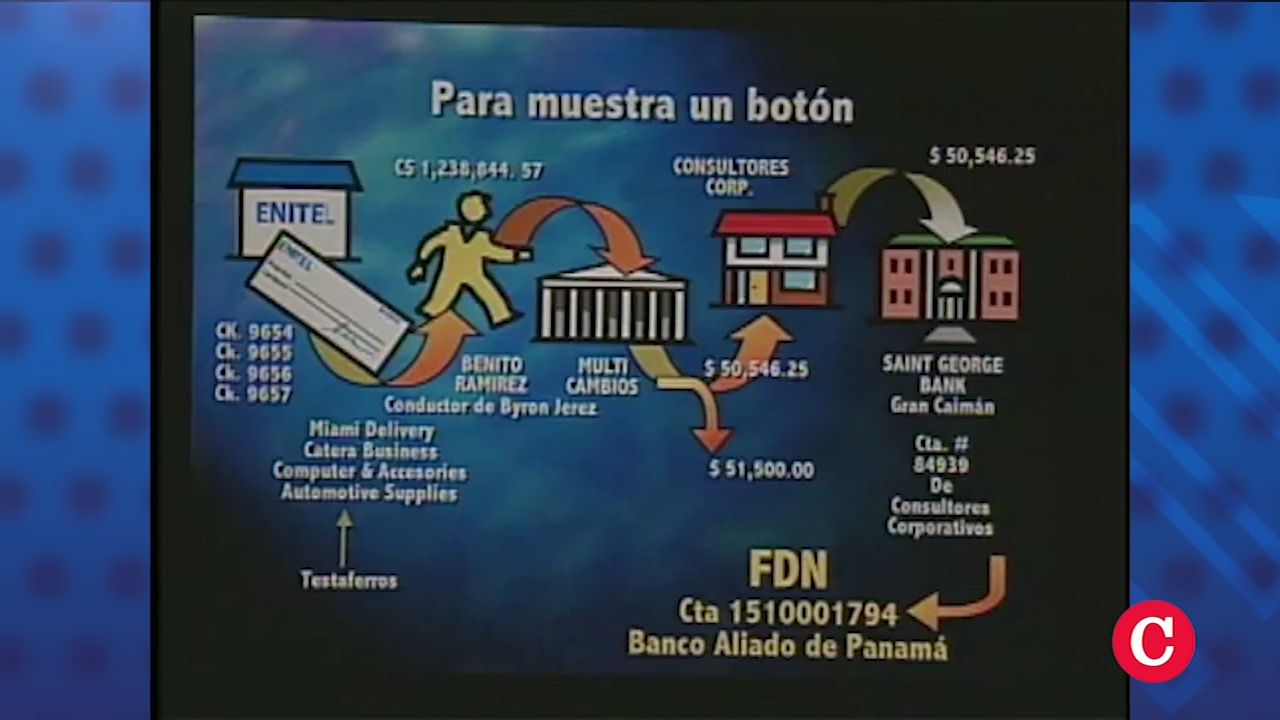 Para muestra un botón
C$ 1,238,844.57
CONSULTORES
CORP.
$ 50,546.25
ENITEL
ENITEL
CK. 9654
Ck. 9655
Ck. 9656
Ck. 9657
BENITO
RAMIREZ
Conductor de Byron Jerez
MULTI
CAMBIOS
$ 50,546.25
$ 51,500.00
SAINT GEORGE
BANK
Gran Caimán
Miami Delivery
Catera Business
Computer & Accesories
Automotive Supplies
Testaferros
Cta. #
84939
De
Consultores
Corporativos
FDN
Cta 1510001794
Banco Aliado de Panamá
C